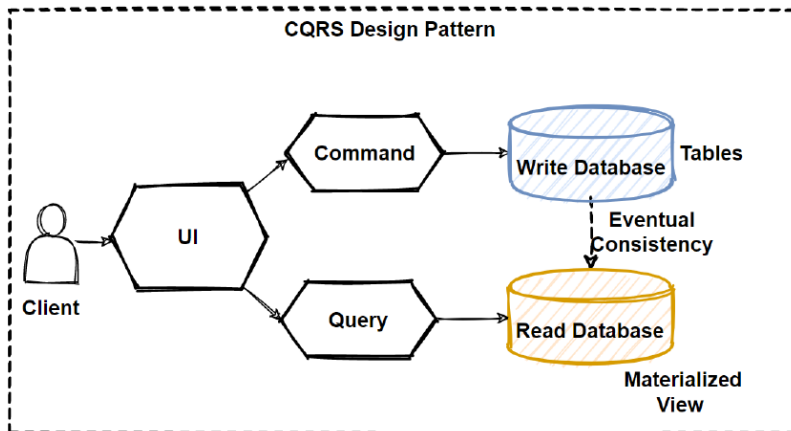 CQRS Design Pattern
Command
Write Database
Tables
UI
Eventual
Consistency
Client
Query
Read Database
Materialized
View